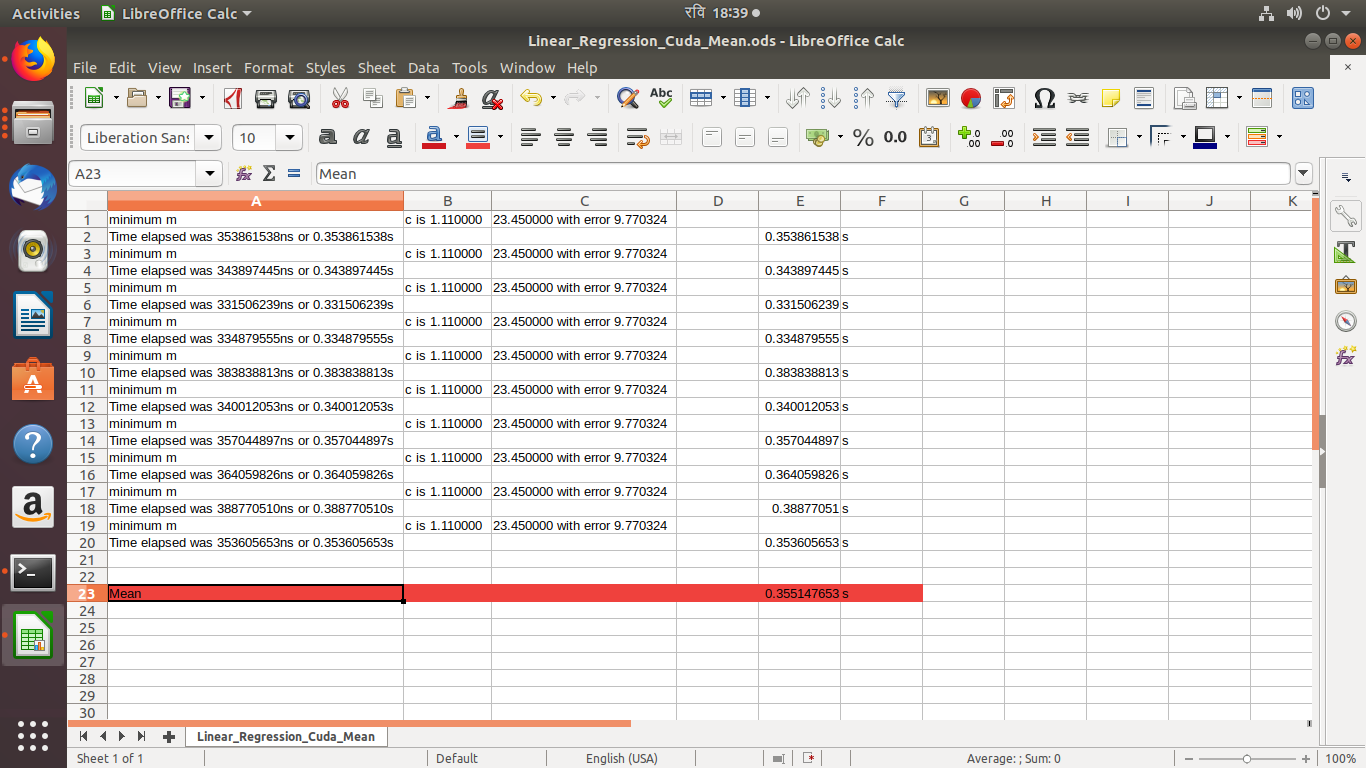 Activities LibreOffice Calc रवि 18:39
Linear_Regression_Cuda_Mean.ods - LibreOffice Calc
File Edit View Insert Format Styles Sheet Data Tools Window Help
Abc
Liberation Sans 10 a a a a % 0.0
A23 Mean
A B C D E F G H I J K
1 minimum m c is 1.110000 23.450000 with error 9.770324
2 Time elapsed was 353861538ns or 0.353861538s 0.353861538 s
3 minimum m c is 1.110000 23.450000 with error 9.770324
4 Time elapsed was 343897445ns or 0.343897445s 0.343897445 s
5 minimum m c is 1.110000 23.450000 with error 9.770324
6 Time elapsed was 331506239ns or 0.331506239s 0.331506239 s
7 minimum m c is 1.110000 23.450000 with error 9.770324
8 Time elapsed was 334879555ns or 0.334879555s 0.334879555 s
9 minimum m c is 1.110000 23.450000 with error 9.770324
10 Time elapsed was 383838813ns or 0.383838813s 0.383838813 s
11 minimum m c is 1.110000 23.450000 with error 9.770324
12 Time elapsed was 340012053ns or 0.340012053s 0.340012053 s
13 minimum m c is 1.110000 23.450000 with error 9.770324
14 Time elapsed was 357044897ns or 0.357044897s 0.357044897 s
15 minimum m c is 1.110000 23.450000 with error 9.770324
16 Time elapsed was 364059826ns or 0.364059826s 0.364059826 s
17 minimum m c is 1.110000 23.450000 with error 9.770324
18 Time elapsed was 388770510ns or 0.388770510s 0.38877051 s
19 minimum m c is 1.110000 23.450000 with error 9.770324
20 Time elapsed was 353605653ns or 0.353605653s 0.353605653 s
21
22
23 Mean 0.355147653 s
24
25
26
27
28
29
30
Linear_Regression_Cuda_Mean
Sheet 1 of 1 Default English (USA) Average: ; Sum: 0 100%